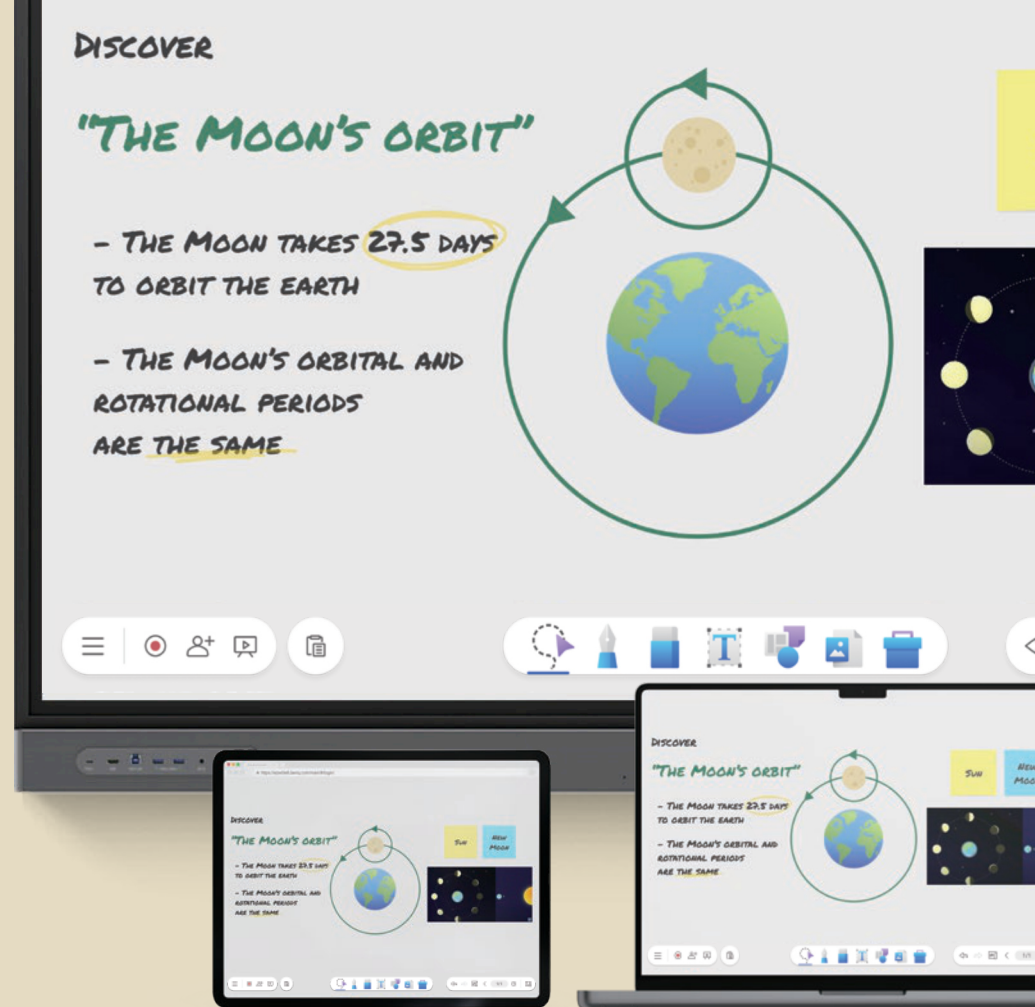 DISCOVER
"THE MOON'S ORBIT"
- THE MOON TAKES 27.5 DAYS
TO ORBIT THE EARTH
- THE MOON'S ORBITAL AND
ROTATIONAL PERIODS
ARE THE SAME
T
DISCOVER
"THE MOON'S ORBIT"
- THE MOON TAKES 27.5 DAYS
TO ORBIT THE EARTH
- THE MOON'S ORBITAL AND
ROTATIONAL PERIODS
ARE THE SAME
SUN
NEW
MOON
DISCOVER
"THE MOON'S ORBIT"
- THE MOON TAKES 27.5 DAYS
TO ORBIT THE EARTH
- THE MOON'S ORBITAL AND
ROTATIONAL PERIODS
ARE THE SAME
SUN